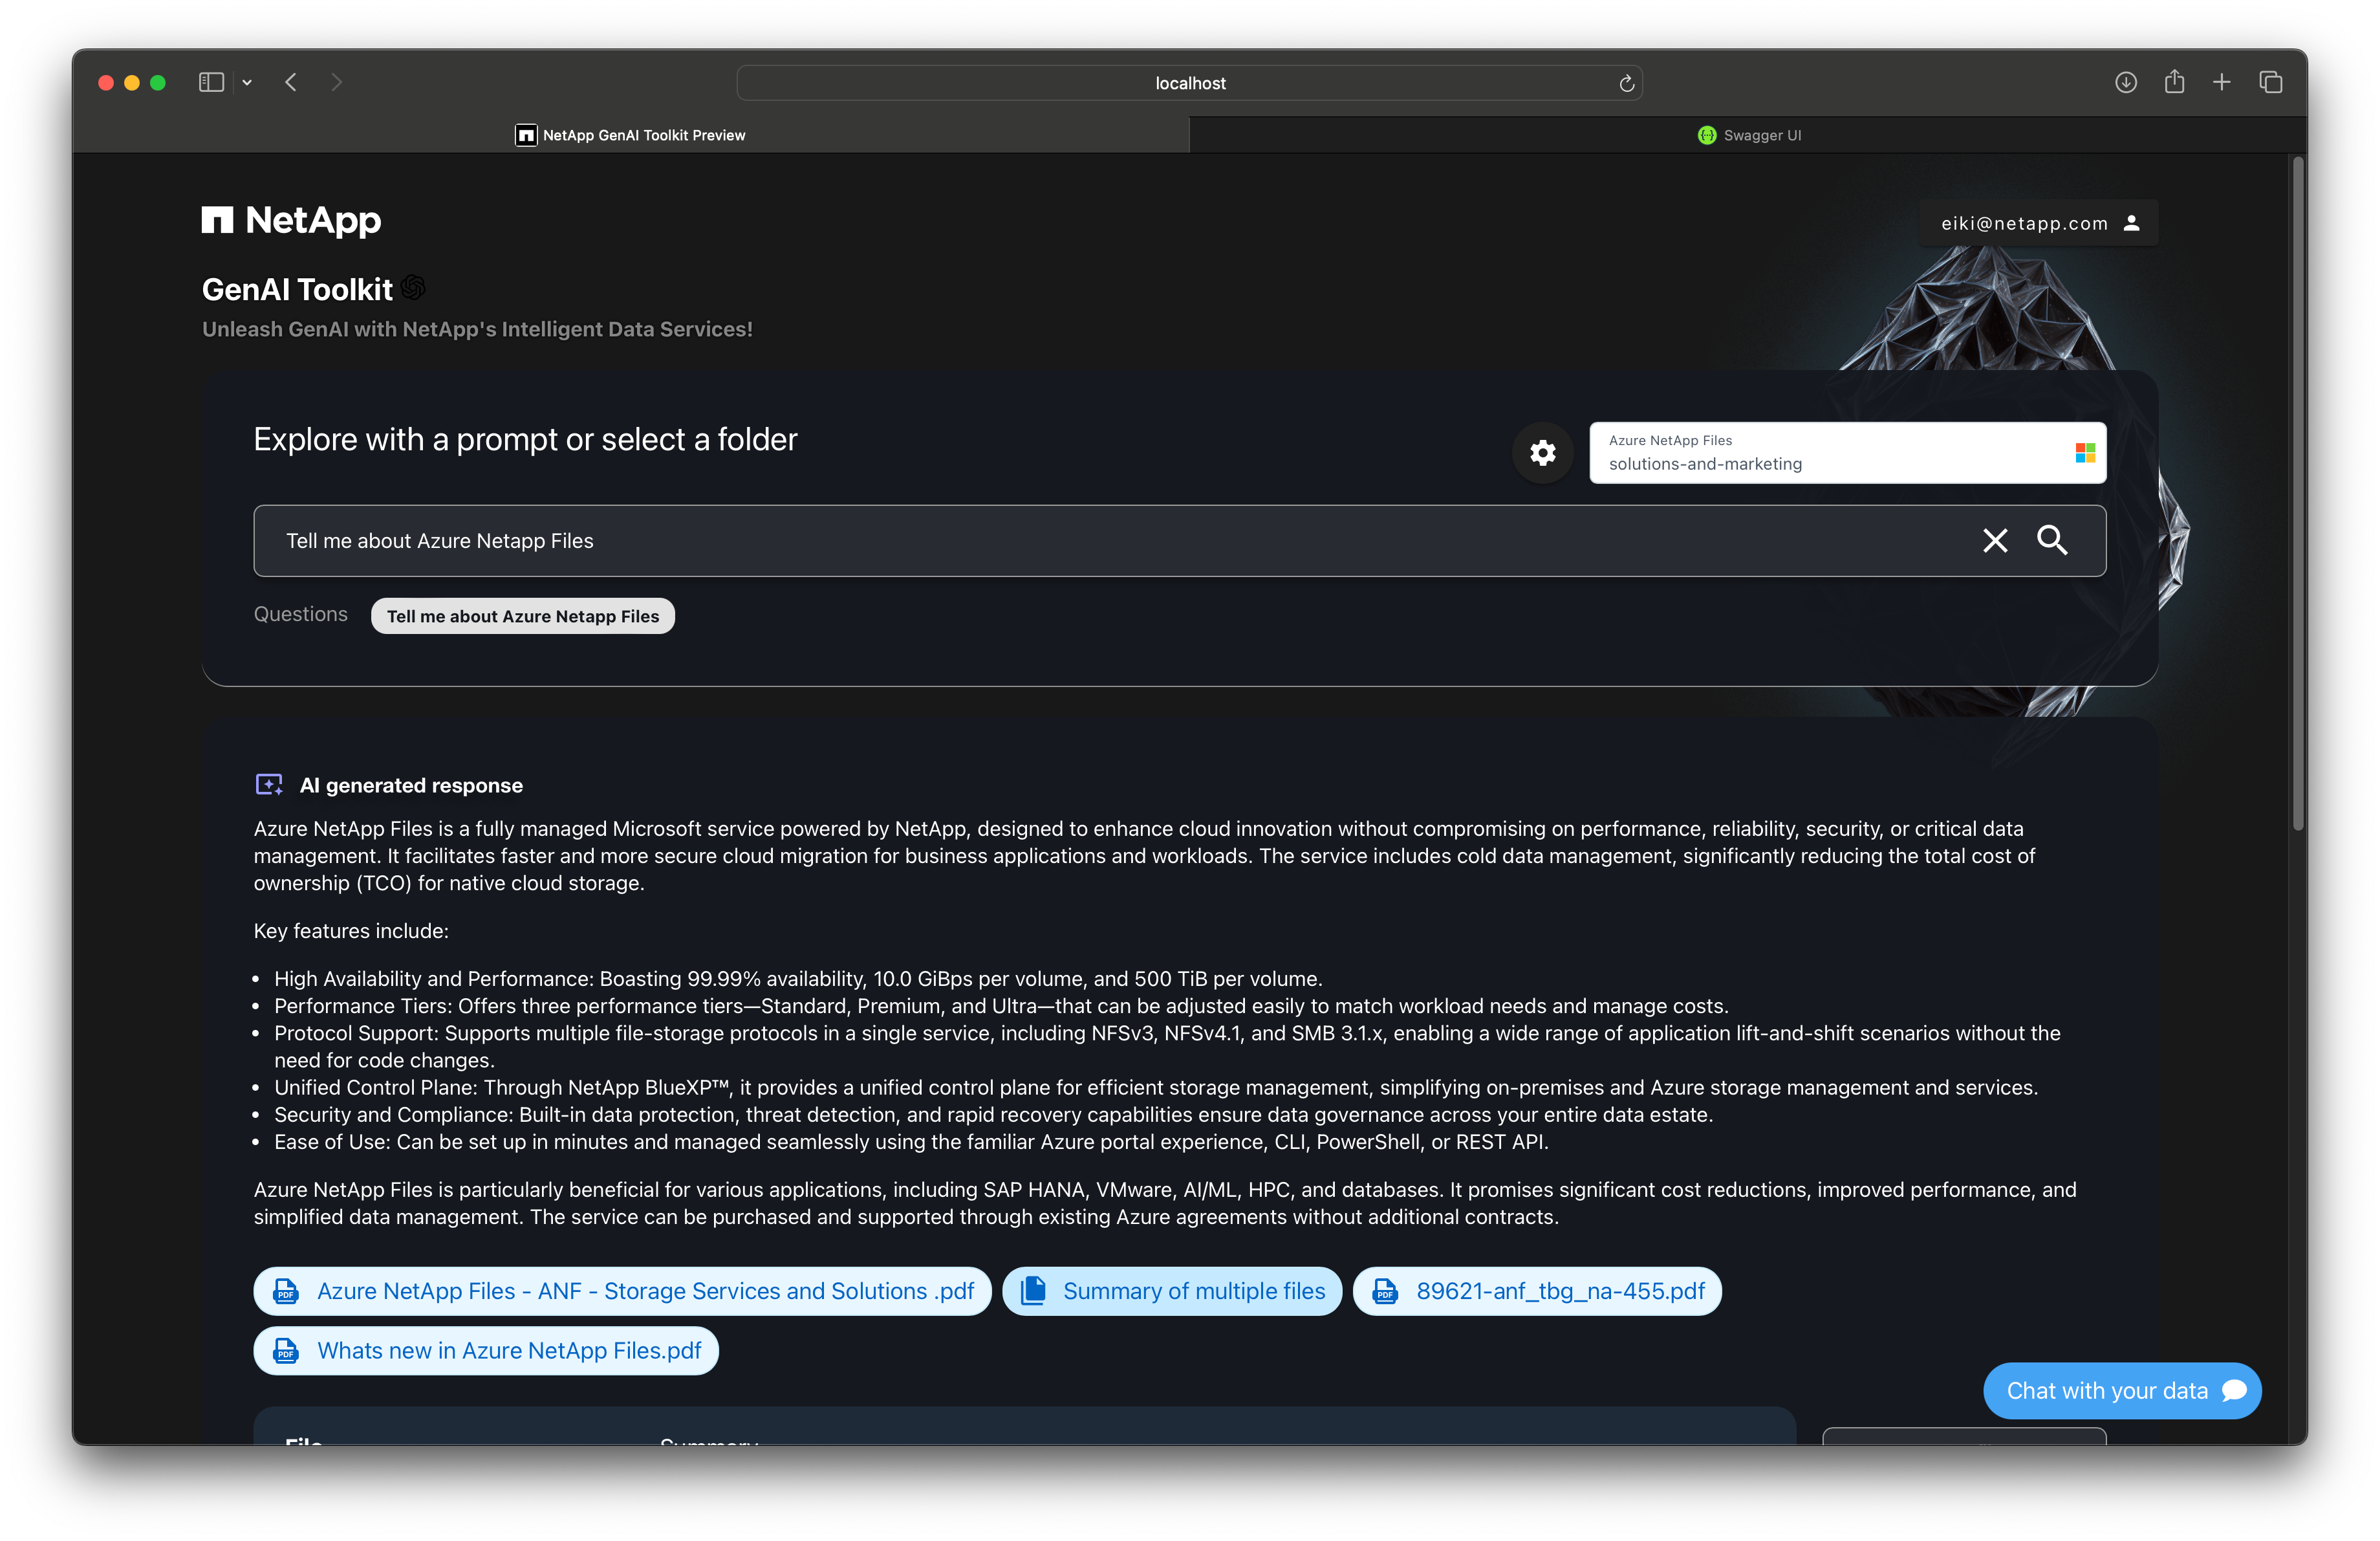 localhost
NetApp GenAI Toolkit Preview
Swagger UI
NetApp
eiki@netapp.com
GenAI Toolkit
Unleash GenAI with NetApp's Intelligent Data Services!
Explore with a prompt or select a folder
Azure NetApp Files
solutions-and-marketing
Tell me about Azure Netapp Files
Questions
Tell me about Azure Netapp Files
AI generated response
Azure NetApp Files is a fully managed Microsoft service powered by NetApp, designed to enhance cloud innovation without compromising on performance, reliability, security, or critical data
management. It facilitates faster and more secure cloud migration for business applications and workloads. The service includes cold data management, significantly reducing the total cost of
ownership (TCO) for native cloud storage.
Key features include:
• High Availability and Performance: Boasting 99.99% availability, 10.0 GiBps per volume, and 500 TiB per volume.
• Performance Tiers: Offers three performance tiers—Standard, Premium, and Ultra—that can be adjusted easily to match workload needs and manage costs.
• Protocol Support: Supports multiple file-storage protocols in a single service, including NFSv3, NFSv4.1, and SMB 3.1.x, enabling a wide range of application lift-and-shift scenarios without the
need for code changes.
• Unified Control Plane: Through NetApp BlueXP™, it provides a unified control plane for efficient storage management, simplifying on-premises and Azure storage management and services.
• Security and Compliance: Built-in data protection, threat detection, and rapid recovery capabilities ensure data governance across your entire data estate.
• Ease of Use: Can be set up in minutes and managed seamlessly using the familiar Azure portal experience, CLI, PowerShell, or REST API.
Azure NetApp Files is particularly beneficial for various applications, including SAP HANA, VMware, AI/ML, HPC, and databases. It promises significant cost reductions, improved performance, and
simplified data management. The service can be purchased and supported through existing Azure agreements without additional contracts.
PDF Azure NetApp Files - ANF - Storage Services and Solutions .pdf
Summary of multiple files
PDF 89621-anf_tbg_na-455.pdf
PDF Whats new in Azure NetApp Files.pdf
Chat with your data
File
Summary